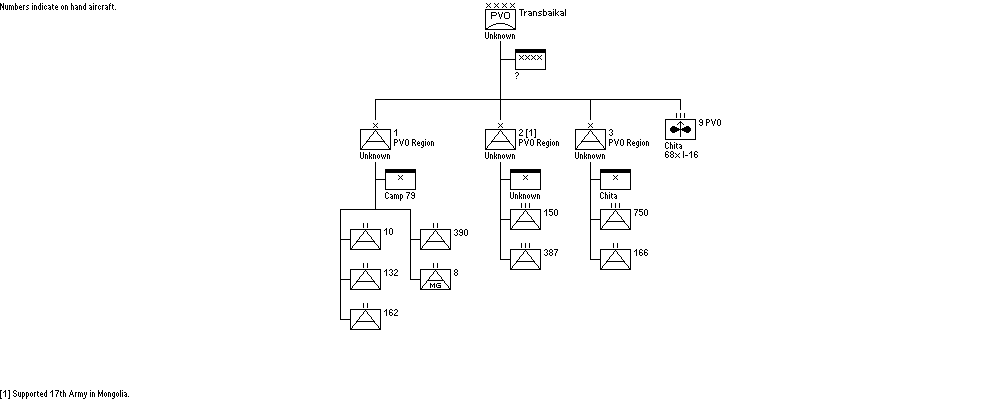 Numbers indicate on hand aircraft.
XXXX
PVO
Transbaikal
Unknown
XXXX
?
X
1
PVO Region
Unknown
X
2 [1]
PVO Region
Unknown
X
3
PVO Region
Unknown
III
9 PVO
Chita
68x I-16
X
Camp 79
X
Unknown
X
Chita
II
10
II
390
III
150
III
750
II
132
II
8
MG
III
387
III
166
II
162
[1] Supported 17th Army in Mongolia.